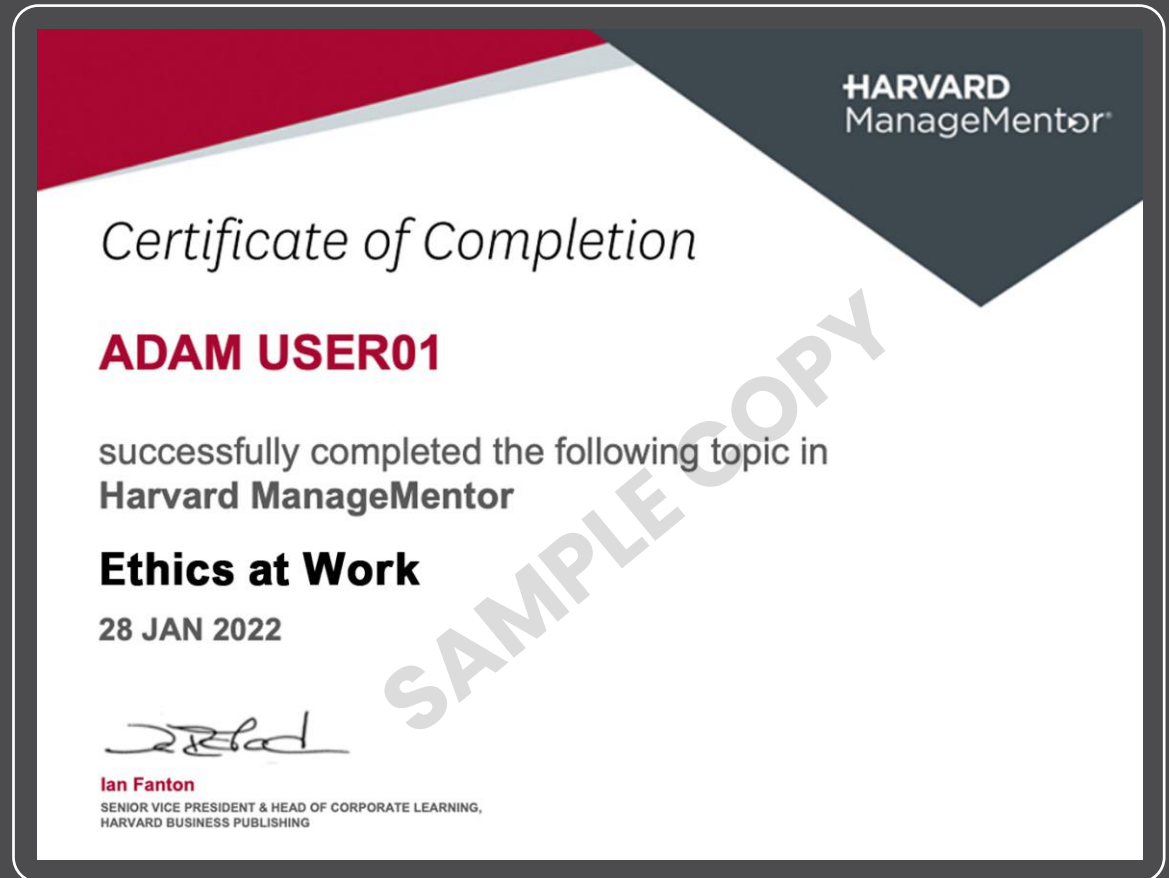 HARVARD
ManageMentor®
Certificate of Completion
ADAM USER01
successfully completed the following topic in
Harvard ManageMentor
Ethics at Work
28 JAN 2022
SAMPLE COPY
Ian Fanton
SENIOR VICE PRESIDENT & HEAD OF CORPORATE LEARNING,
HARVARD BUSINESS PUBLISHING